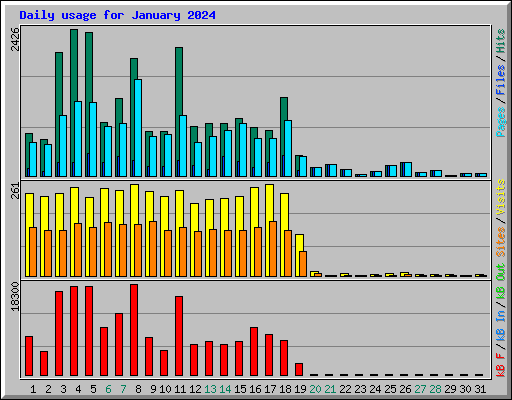 Daily usage for January 2024
2426
261
18300
Pages / Files / Hits
Sites / Visits
kB F / kB In / kB Out
1 2 3 4 5 6 7 8 9 10 11 12 13 14 15 16 17 18 19 20 21 22 23 24 25 26 27 28 29 30 31